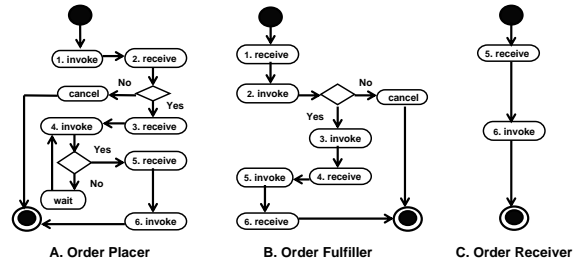 1. invoke
2. receive
No
cancel
Yes
4. invoke
3. receive
Yes
5. receive
No
wait
6. invoke
A. Order Placer
1. receive
2. invoke
No
cancel
Yes
3. invoke
5. invoke
4. receive
6. receive
B. Order Fulfiller
5. receive
6. invoke
C. Order Receiver